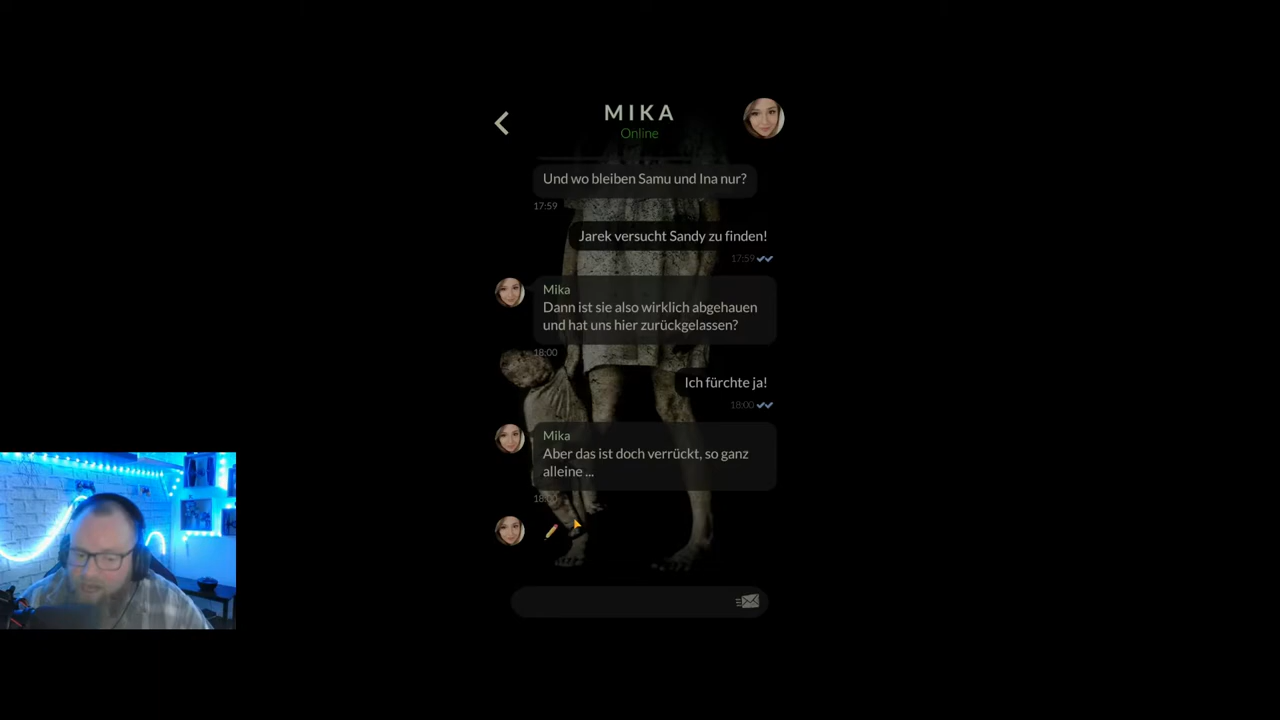 MIKA
Online
Und wo bleiben Samu und Ina nur?
17:59
Jarek versucht Sandy zu finden!
17:59
Mika
Dann ist sie also wirklich abgehauen
und hat uns hier zurückgelassen?
18:00
Ich fürchte ja!
18:00
Mika
Aber das ist doch verrückt, so ganz
alleine ...
18:00